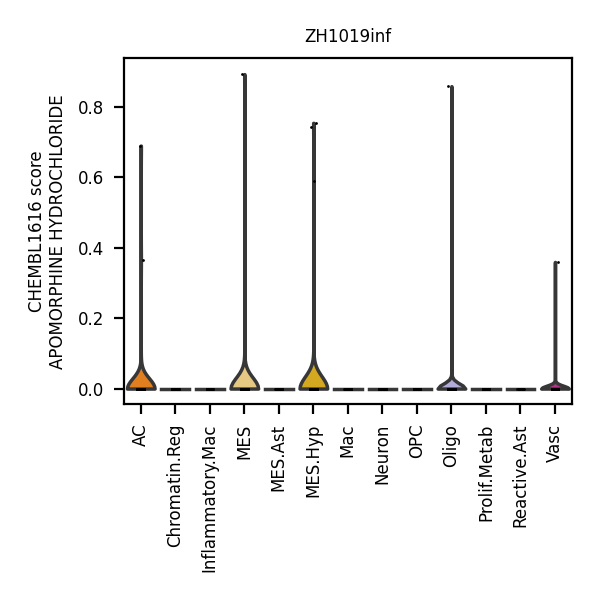 ZH1019inf
CHEMBL1616 score
APOMORPHINE HYDROCHLORIDE
0.8
0.6
0.4
0.2
0.0
AC
Chromatin.Reg
Inflammatory.Mac
MES
MES.Ast
MES.Hyp
Mac
Neuron
OPC
Oligo
Prolif.Metab
Reactive.Ast
Vasc